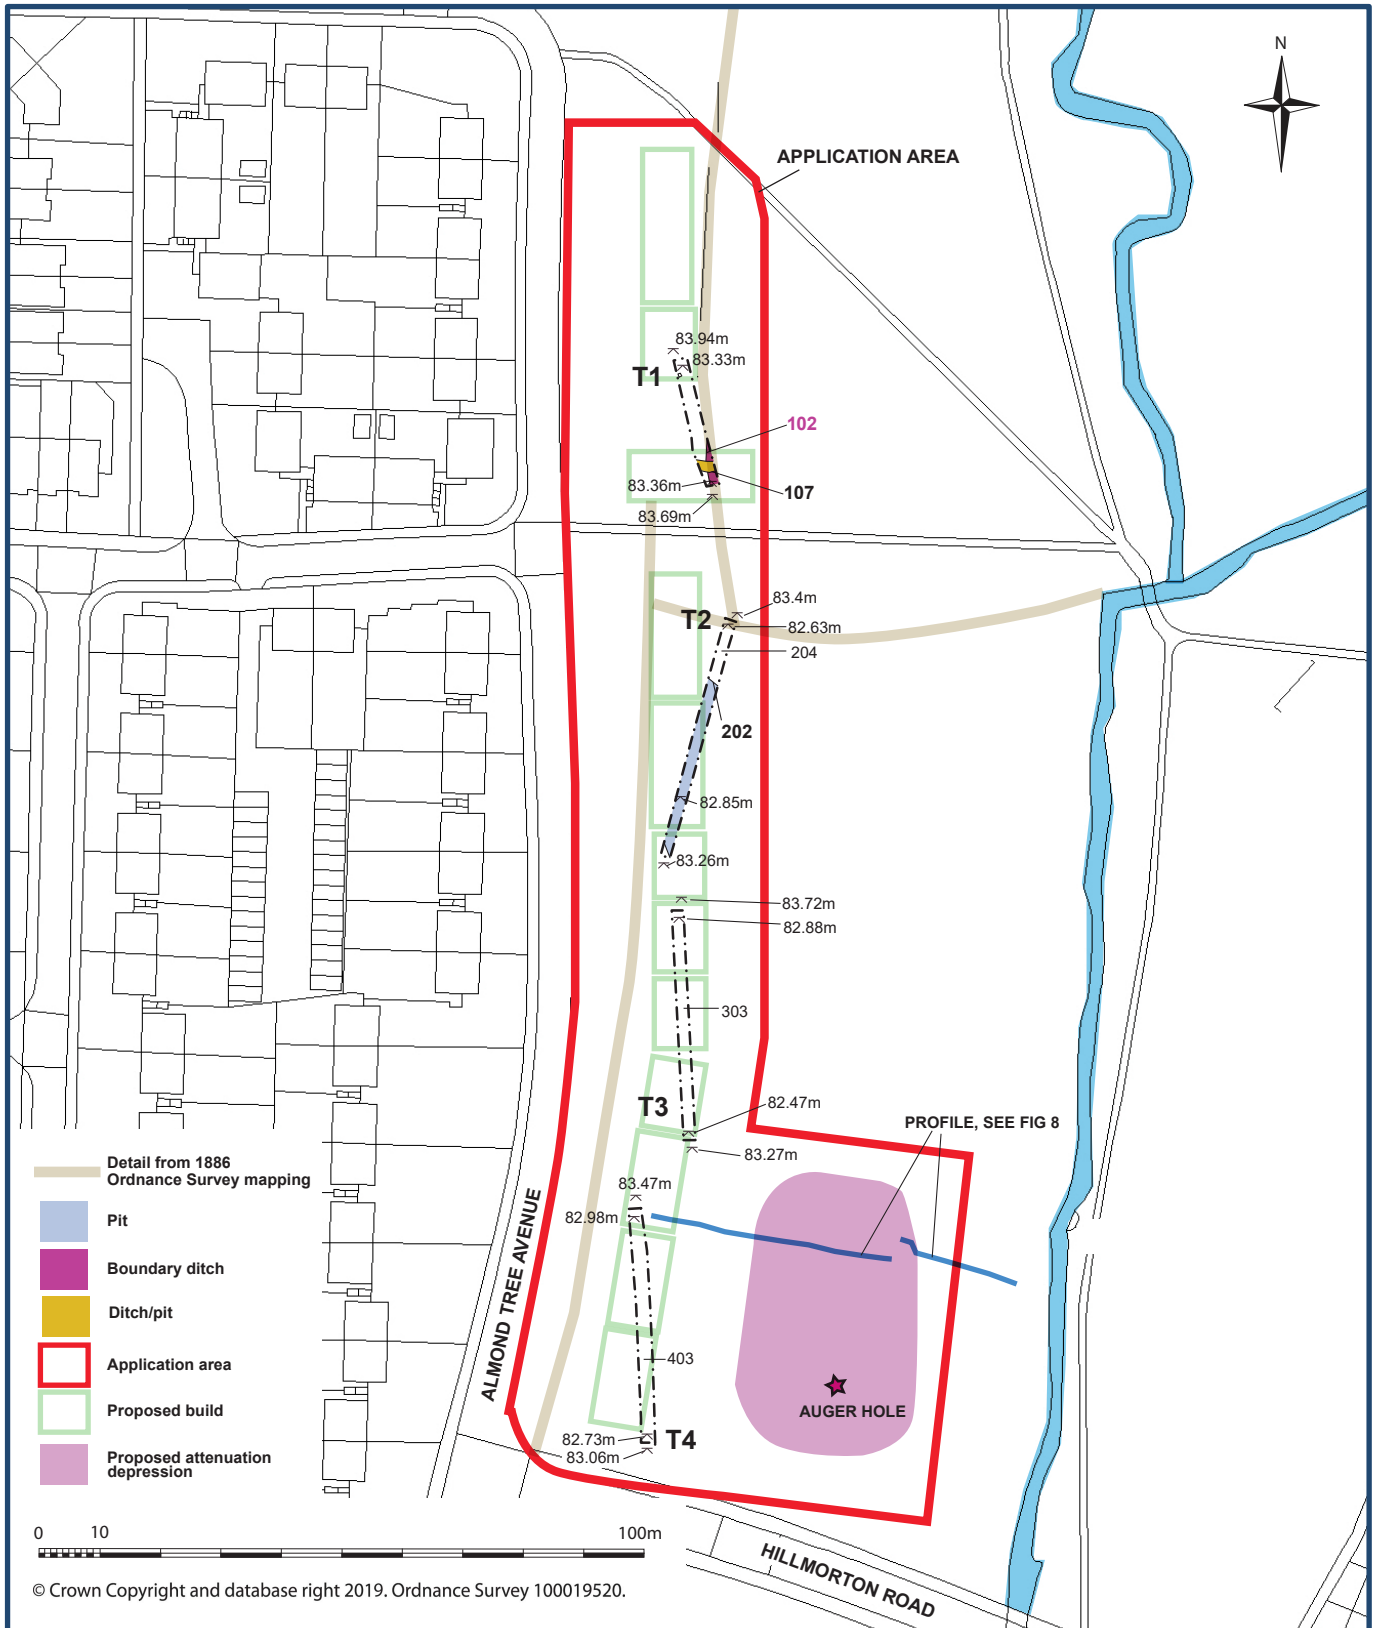 N
APPLICATION AREA
83.94m
83.33m
T1
102
83.36m
107
83.69m
83.4m
T2
82.63m
204
202
82.85m
83.26m
83.72m
82.88m
303
T3
82.47m
PROFILE, SEE FIG 8
83.27m
83.47m
82.98m
ALMOND TREE AVENUE
403
AUGER HOLE
82.73m
T4
83.06m
HILLMORTON ROAD
Detail from 1886
Ordnance Survey mapping
Pit
Boundary ditch
Ditch/pit
Application area
Proposed build
Proposed attenuation
depression
0 10 100m
© Crown Copyright and database right 2019. Ordnance Survey 100019520.